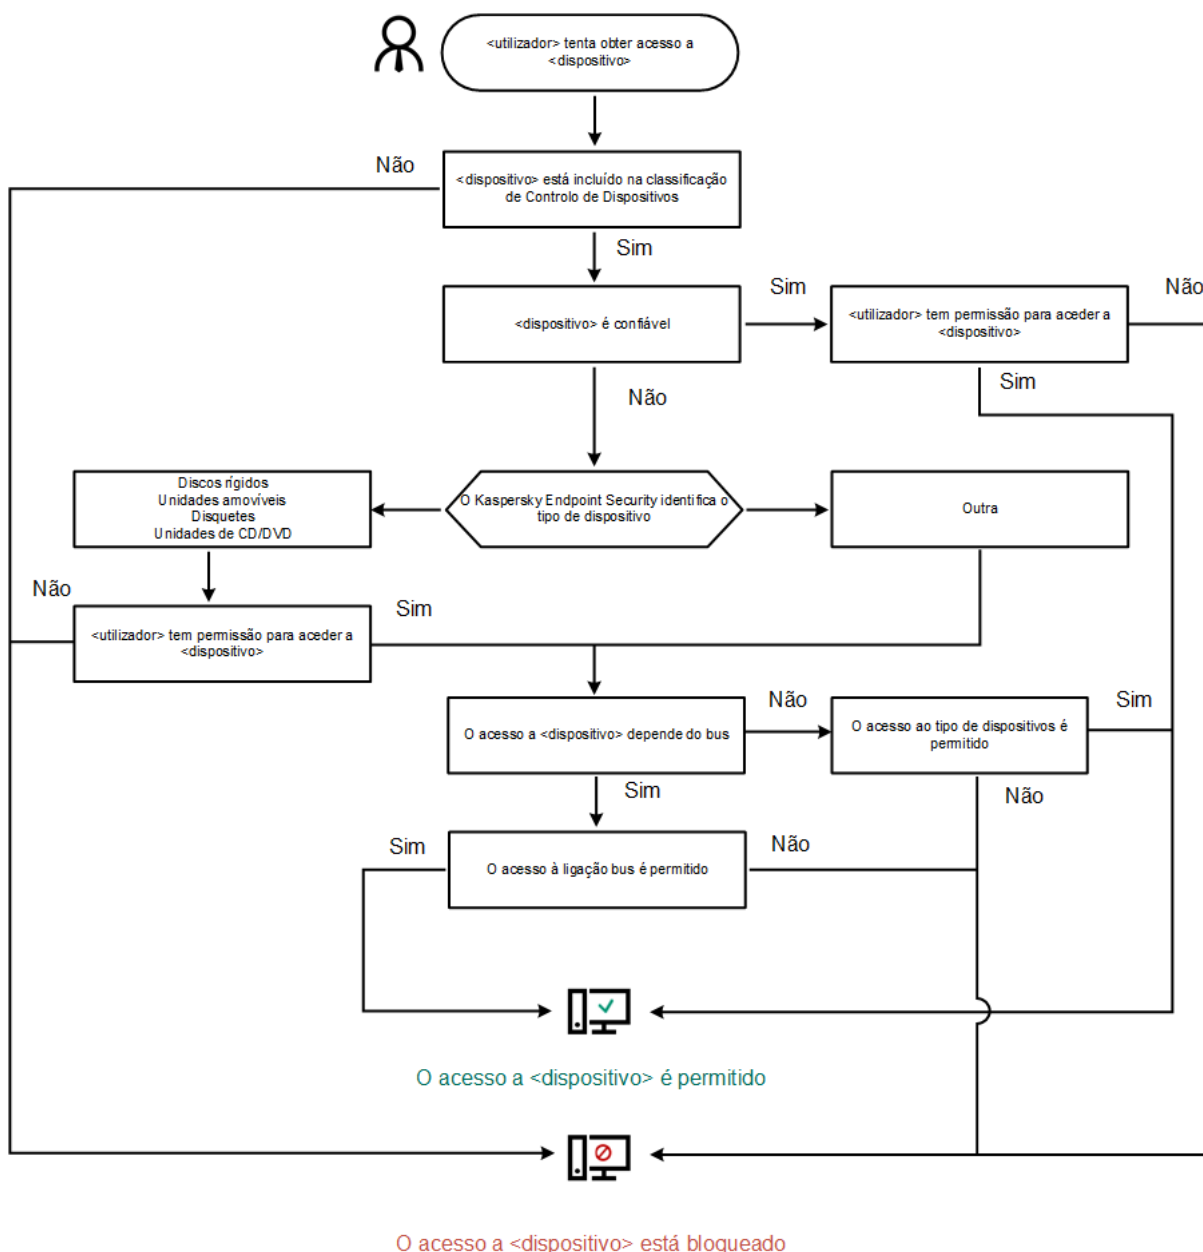 <utilizador> tenta obter acesso a
<dispositivo>
Não
<dispositivo> está incluído na classificação
de Controlo de Dispositivos
Sim
<dispositivo> é confiável
Sim
<utilizador> tem permissão para aceder a
<dispositivo>
Não
Não
Sim
Discos rígidos
Unidades amovíveis
Disquetes
Unidades de CD/DVD
O Kaspersky Endpoint Security identifica o
tipo de dispositivo
Outra
Não
<utilizador> tem permissão para aceder a
<dispositivo>
Sim
O acesso a <dispositivo> depende do bus
Não
O acesso ao tipo de dispositivos é
permitido
Sim
Sim
Não
Sim
O acesso à ligação bus é permitido
Não
O acesso a <dispositivo> é permitido
O acesso a <dispositivo> está bloqueado